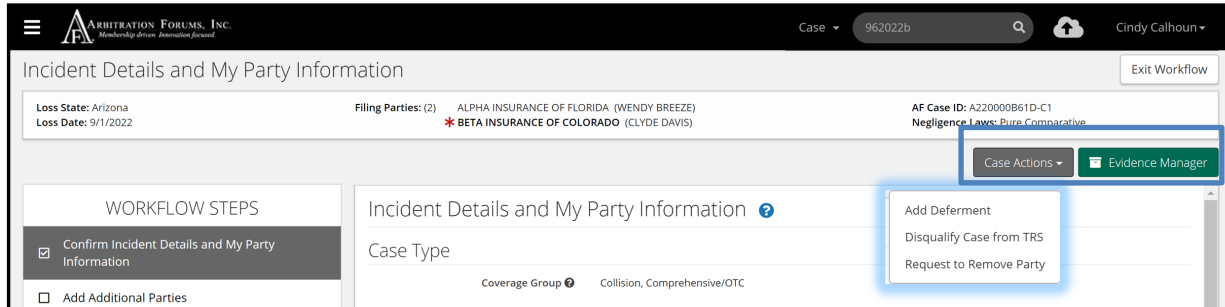 ARBITRATION FORUMS, INC.
Membership driven. Innovation focused.
Case
962022b
Cindy Calhoun
Incident Details and My Party Information
Exit Workflow
Loss State: Arizona
Filing Parties: (2) ALPHA INSURANCE OF FLORIDA (WENDY BREEZE)
AF Case ID: A220000B61D-C1
Loss Date: 9/1/2022
* BETA INSURANCE OF COLORADO (CLYDE DAVIS)
Negligence Laws: Pure Comparative
Case Actions
Evidence Manager
WORKFLOW STEPS
Confirm Incident Details and My Party
Information
Add Additional Parties
Incident Details and My Party Information ?
Case Type
Coverage Group ? Collision, Comprehensive/OTC
Add Deferment
Disqualify Case from TRS
Request to Remove Party